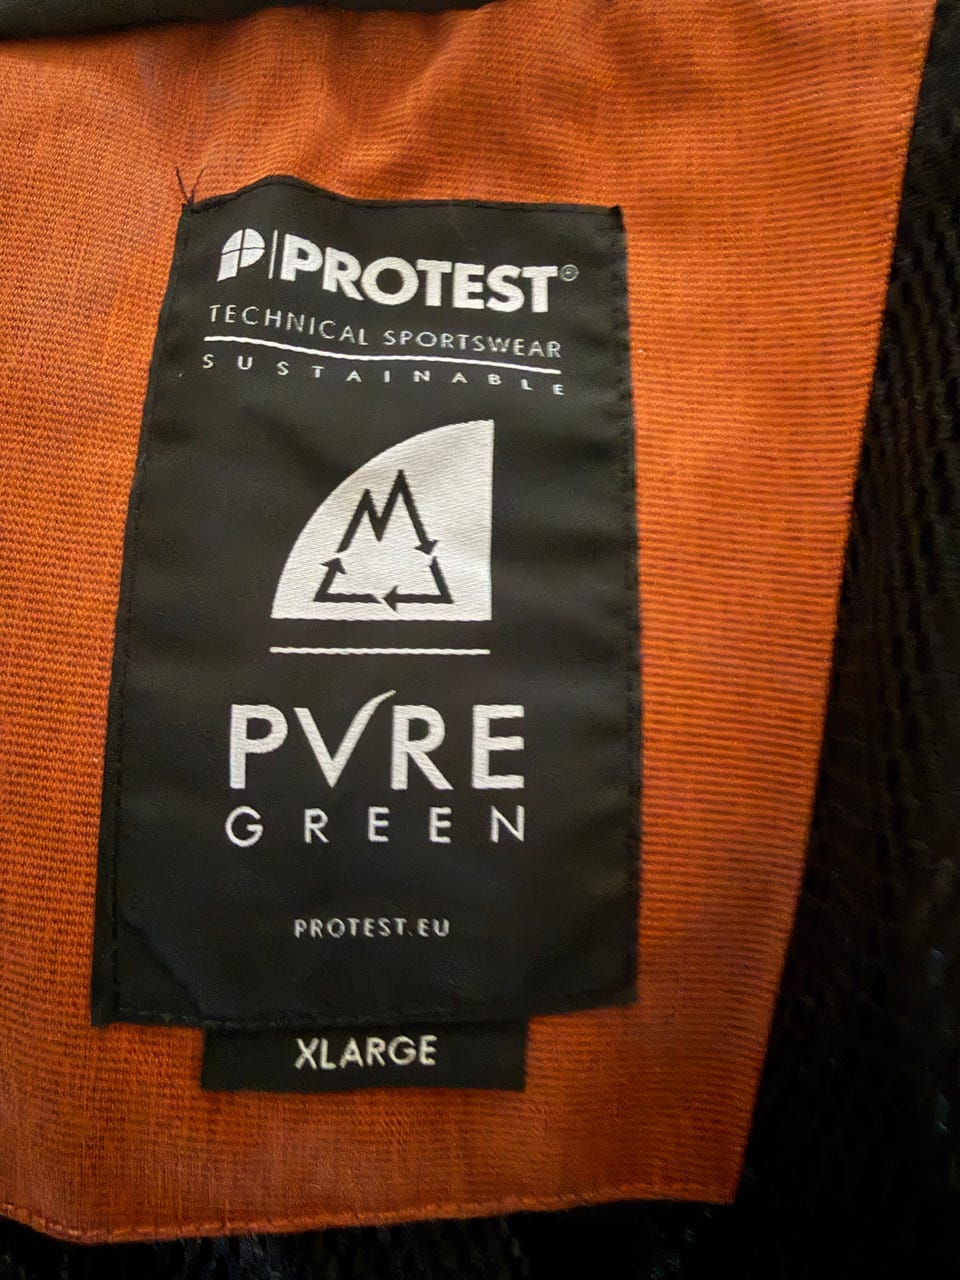 P|PROTEST®
TECHNICAL SPORTSWEAR
SUSTAINABLE
PVRE
GREEN
PROTEST.EU
XLARGE